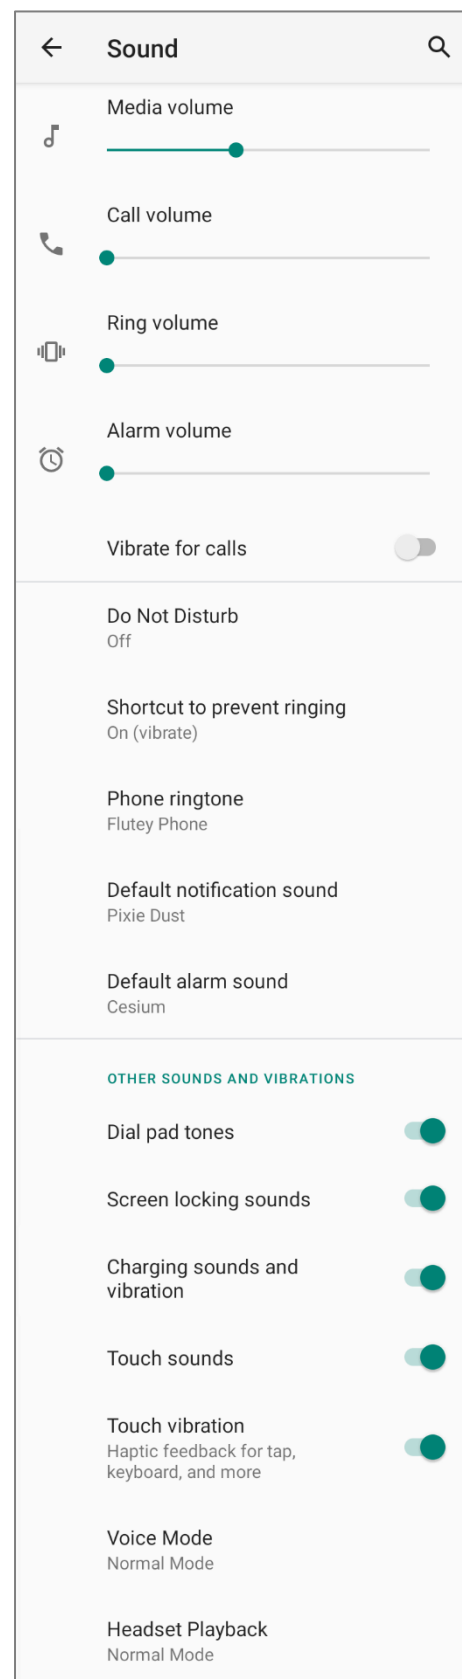 Sound
Media volume
Call volume
Ring volume
Alarm volume
Vibrate for calls
Do Not Disturb
Off
Shortcut to prevent ringing
On (vibrate)
Phone ringtone
Flutey Phone
Default notification sound
Pixie Dust
Default alarm sound
Cesium
OTHER SOUNDS AND VIBRATIONS
Dial pad tones
Screen locking sounds
Charging sounds and
vibration
Touch sounds
Touch vibration
Haptic feedback for tap,
keyboard, and more
Voice Mode
Normal Mode
Headset Playback
Normal Mode